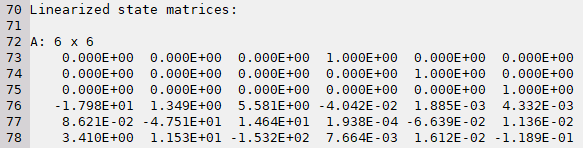 70 Linearized state matrices:
71
72 A: 6 x 6
73 0.000E+00 0.000E+00 0.000E+00 1.000E+00 0.000E+00 0.000E+00
74 0.000E+00 0.000E+00 0.000E+00 0.000E+00 1.000E+00 0.000E+00
75 0.000E+00 0.000E+00 0.000E+00 0.000E+00 0.000E+00 1.000E+00
76 -1.798E+01 1.349E+00 5.581E+00 -4.042E-02 1.885E-03 4.332E-03
77 8.621E-02 -4.751E+01 1.464E+01 1.938E-04 -6.639E-02 1.136E-02
78 3.410E+00 1.153E+01 -1.532E+02 7.664E-03 1.612E-02 -1.189E-01